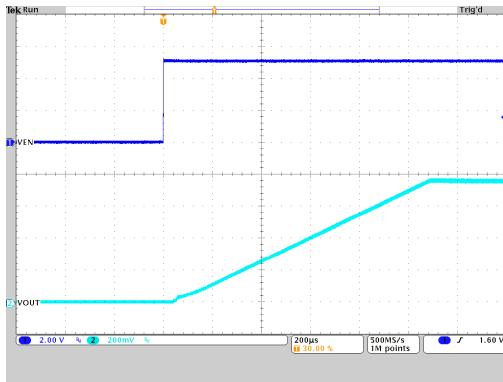 Tek Run
Trig'd
T
T
1 VEN
2 VOUT
1 2.00 V 2 200mV
200µs
T 30.00 %
500MS/s
1M points
1 1.60 V